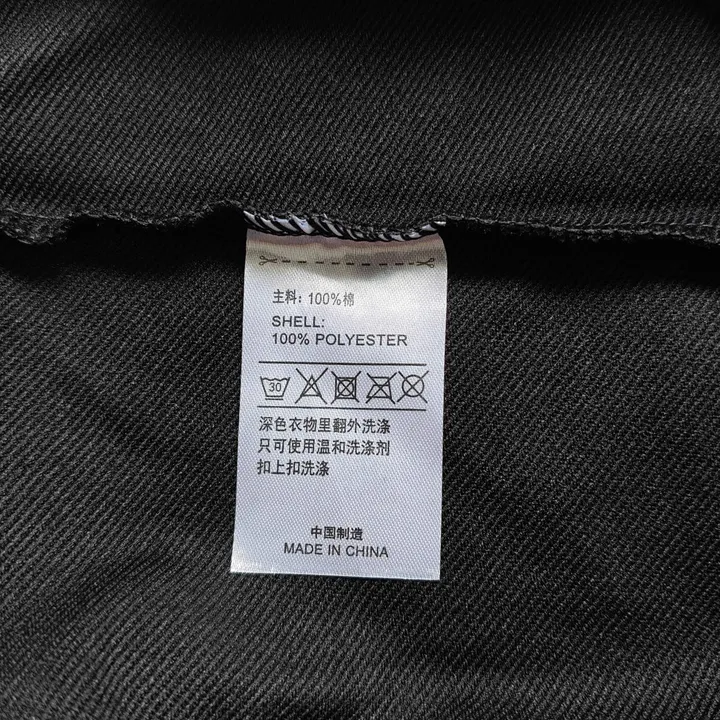 主料: 100%棉
SHELL:
100% POLYESTER
30
深色衣物里翻外洗涤
只可使用温和洗涤剂
扣上扣洗涤
中国制造
MADE IN CHINA